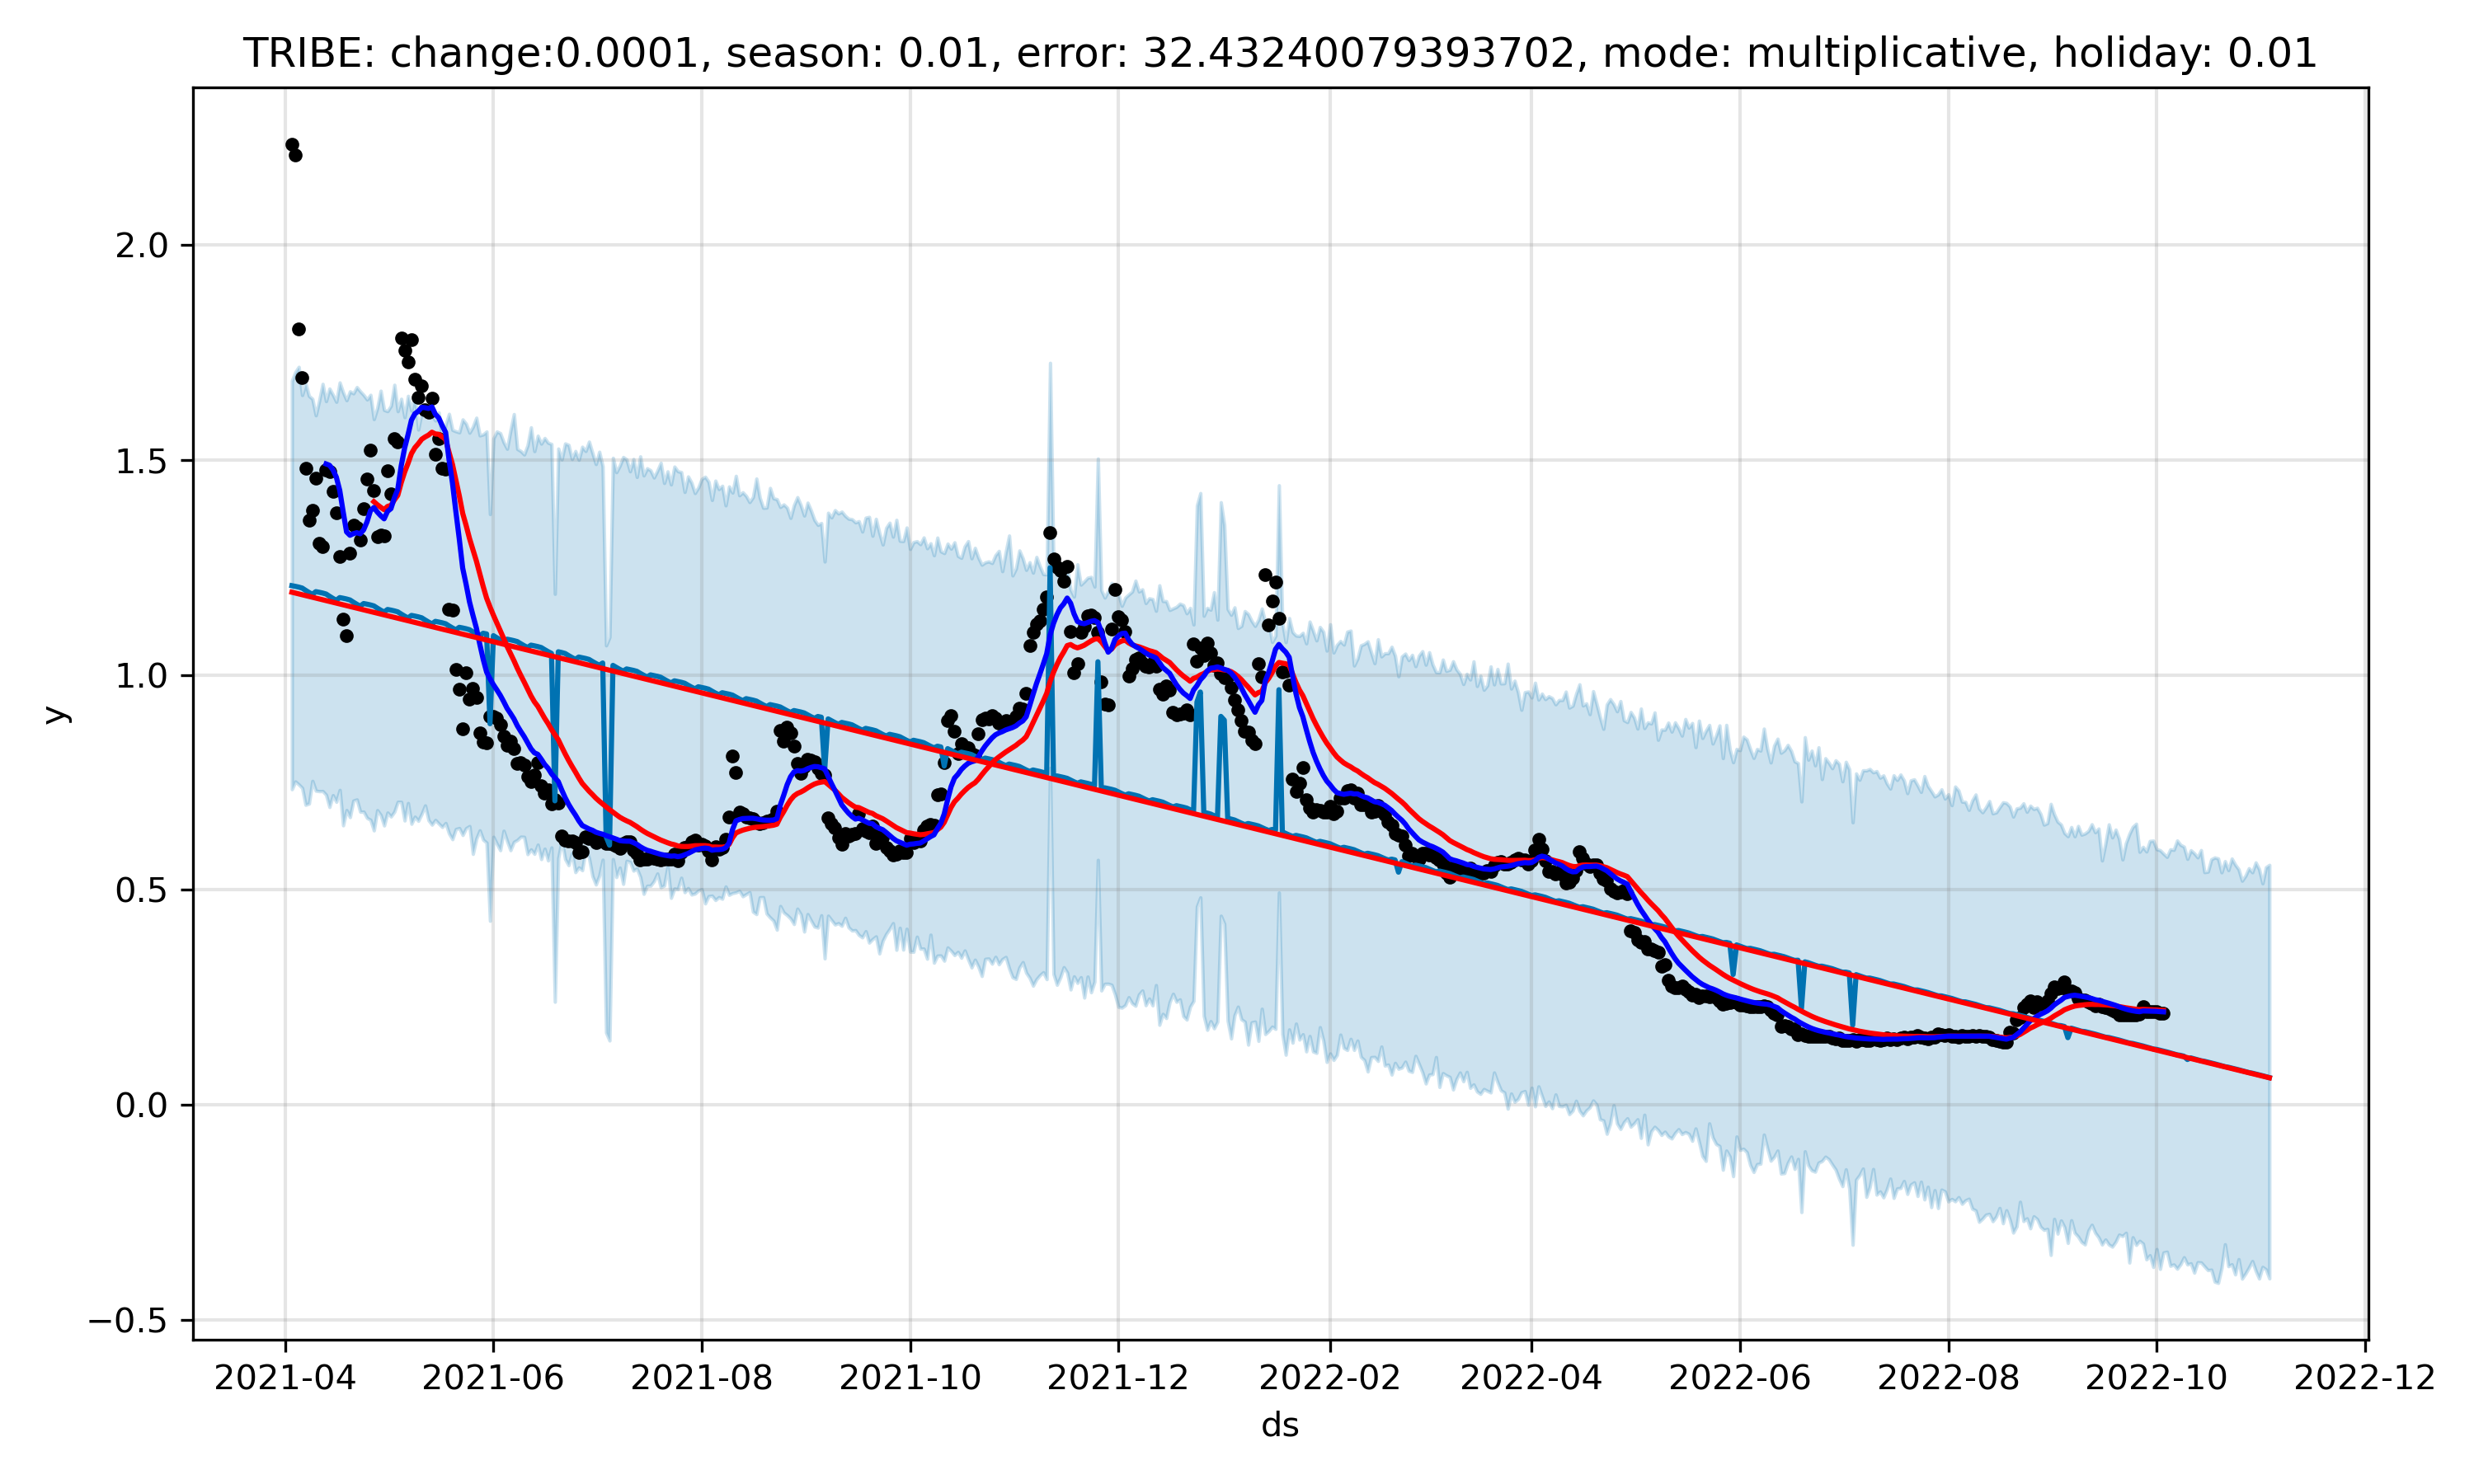 TRIBE: change:0.0001, season: 0.01, error: 32.43240079393702, mode: multiplicative, holiday: 0.01
y
2.0
1.5
1.0
0.5
0.0
−0.5
2021-04 2021-06 2021-08 2021-10 2021-12 2022-02 2022-04 2022-06 2022-08 2022-10 2022-12
ds